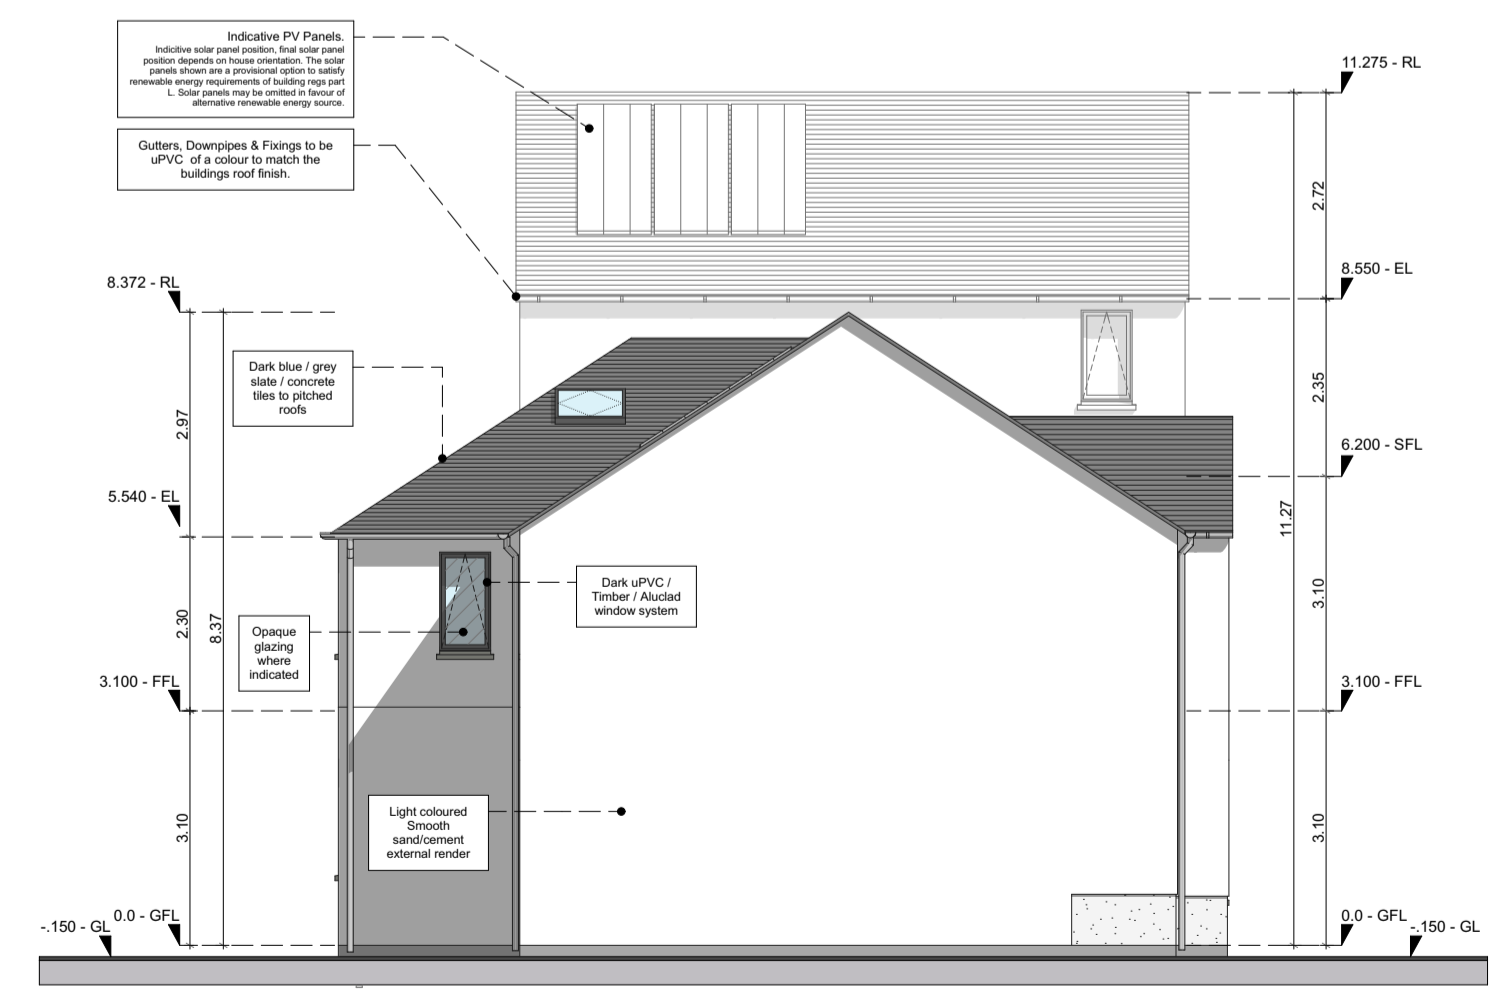 Indicative PV Panels.
Indicitive solar panel position, final solar panel
position depends on house orientation. The solar
panels shown are a provisional option to satisfy
renewable energy requirements of building regs part
L. Solar panels may be omitted in favour of
alternative renewable energy source.
Gutters, Downpipes & Fixings to be
uPVC of a colour to match the
buildings roof finish.
11.275 - RL
2.72
8.550 - EL
8.372 - RL
Dark blue / grey
slate / concrete
tiles to pitched
roofs
2.97
2.35
6.200 - SFL
5.540 - EL
11.27
Dark uPVC /
Timber / Aluclad
window system
Opaque
glazing
where
indicated
2.30
8.37
3.10
3.100 - FFL
3.100 - FFL
Light coloured
Smooth
sand/cement
external render
3.10
3.10
0.0 - GFL
-.150 - GL
0.0 - GFL
-.150 - GL